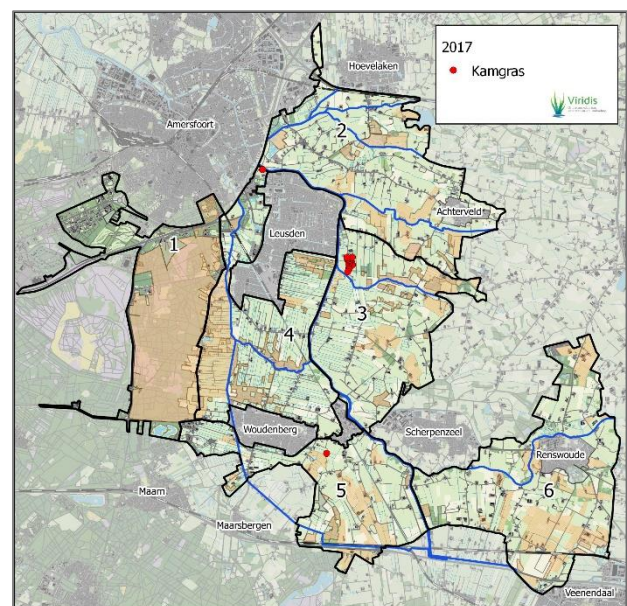 2017
Kamgras
Viridis
Hoevelaken
Amersfoort
2
Achterveld
Leusden
1
3
4
Woudenberg
Scherpenzeel
Renswoude
5
6
Maarn
Maarsbergen
Veenendaal